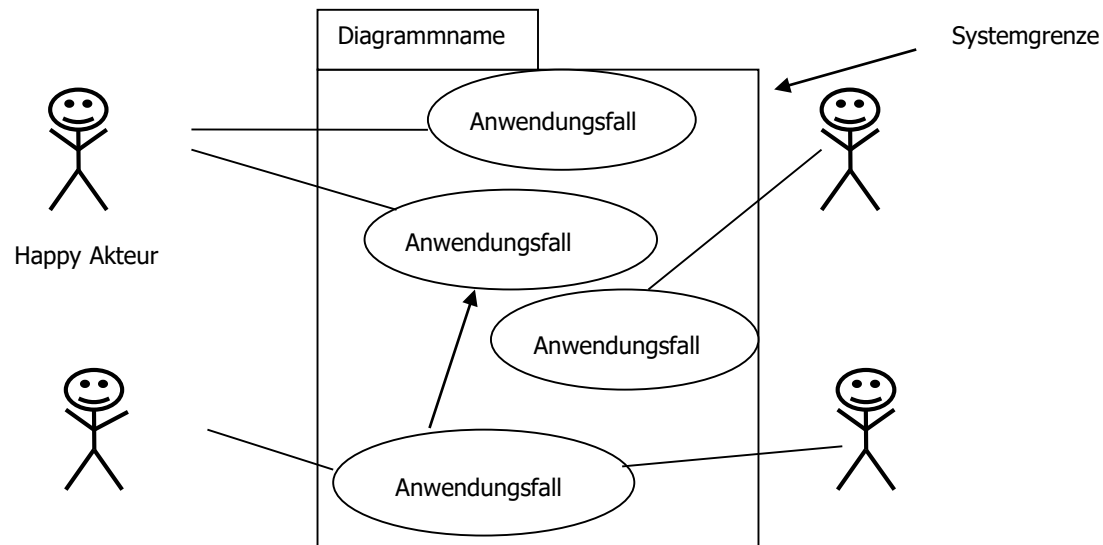 Diagrammname
Systemgrenze
Anwendungsfall
Anwendungsfall
Happy Akteur
Anwendungsfall
Anwendungsfall